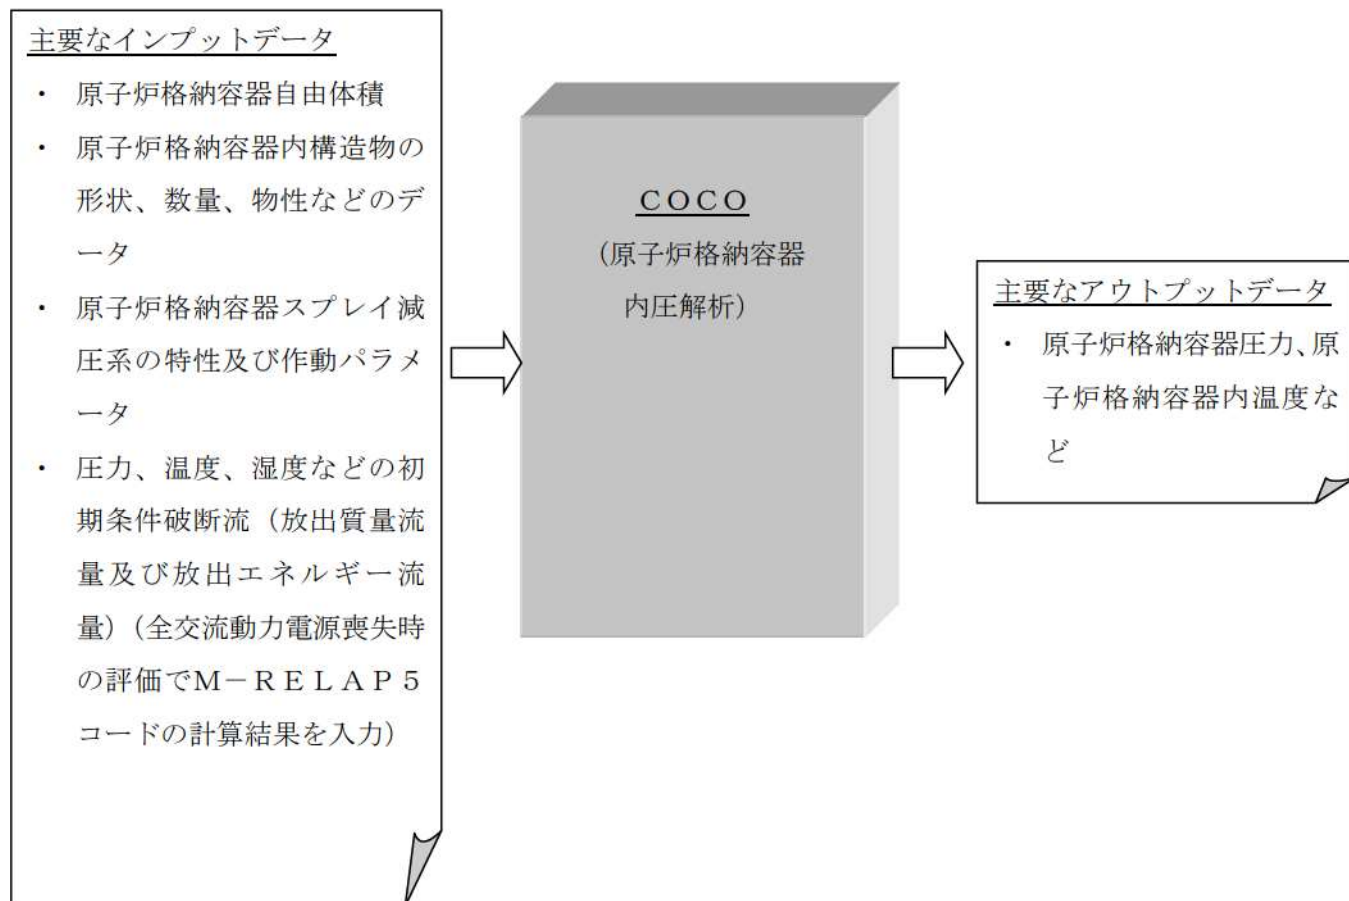 主要なインプットデータ
・ 原子炉格納容器自由体積
・ 原子炉格納容器内構造物の
形状、数量、物性などのデ
ータ
・ 原子炉格納容器スプレイ減
圧系の特性及び作動パラメ
ータ
・ 圧力、温度、湿度などの初
期条件破断流（放出質量流
量及び放出エネルギー流
量）（全交流動力電源喪失時
の評価でＭ－ＲＥＬＡＰ５
コードの計算結果を入力）
ＣＯＣＯ
（原子炉格納容器
内圧解析）
主要なアウトプットデータ
・ 原子炉格納容器圧力、原
子炉格納容器内温度な
ど